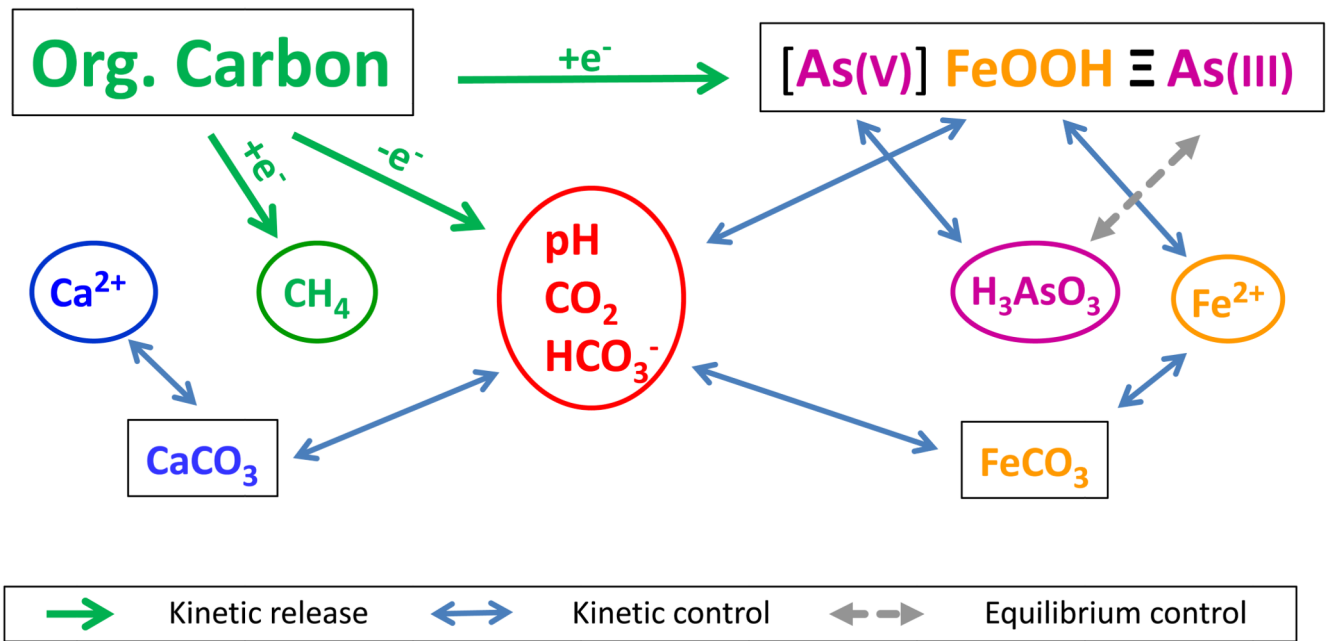 Org. Carbon
+e⁻
[As(V)] FeOOH Ξ As(III)
+e⁻
-e⁻
pH
CO₂
HCO₃⁻
Ca²⁺
CH₄
H₃AsO₃
Fe²⁺
CaCO₃
FeCO₃
Kinetic release
Kinetic control
Equilibrium control